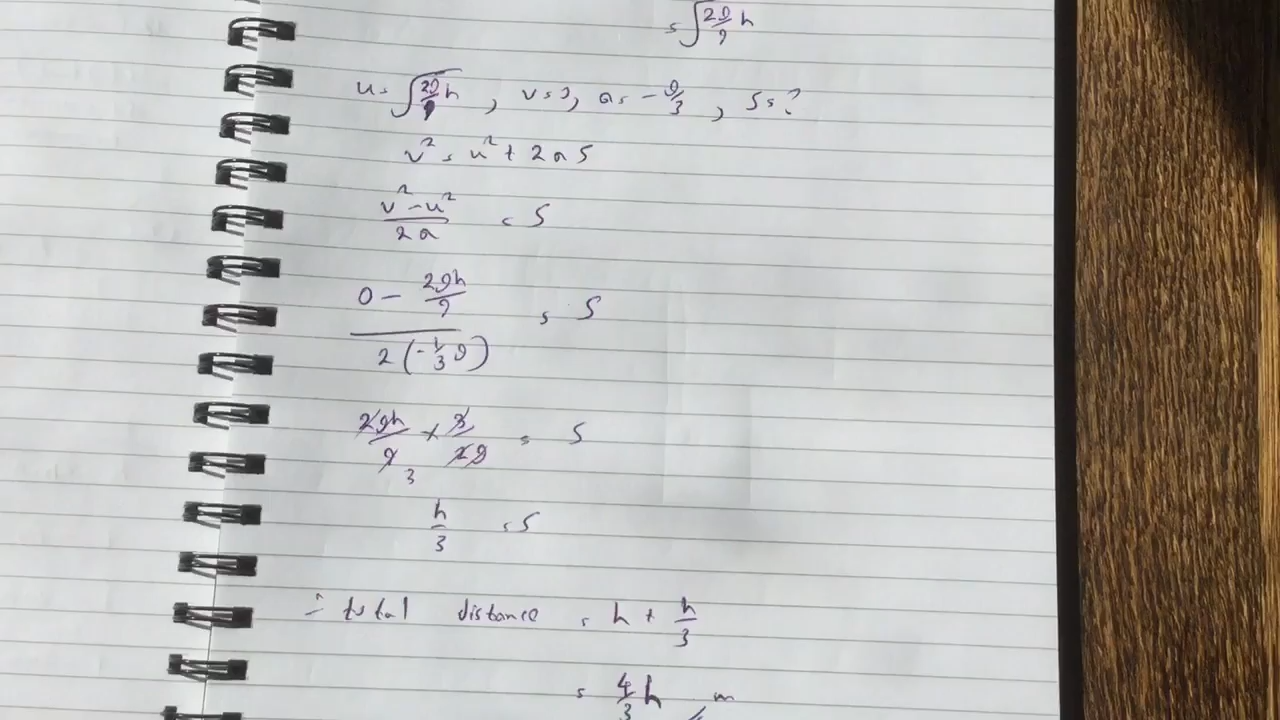 = √(2g/9 h)
u = √(2g/9 h) , v = 0, a = - g/3 , s = ?
v² = u² + 2as
(v² - u²)/2a = s
(0 - 2gh/9)/(2(-1/3 g)) = s
2gh/9 × 3/2g = s
3
h/3 = s
∴ total distance = h + h/3
= 4/3 h m